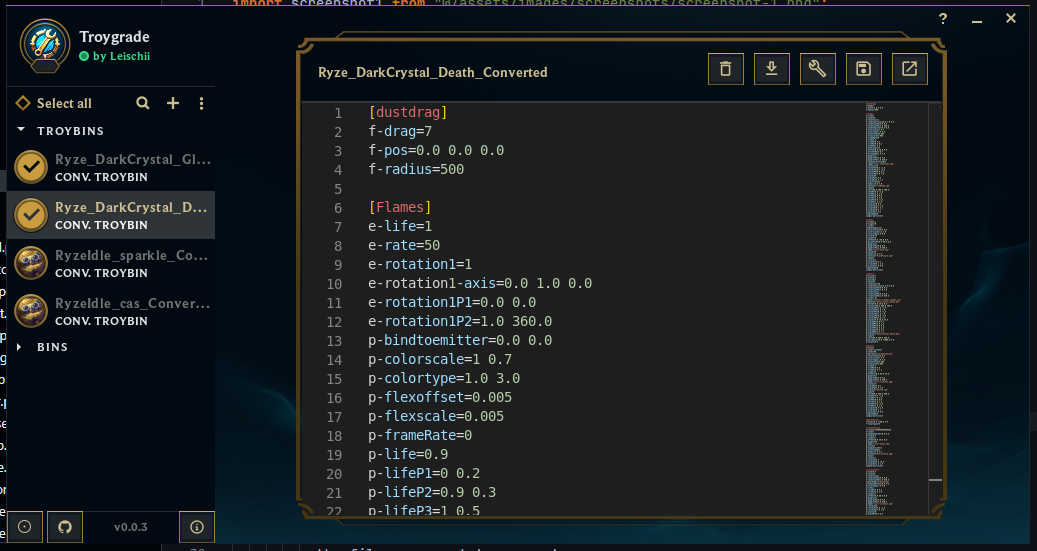 import screenshot1 from "@/assets/images/screenshots/screenshot-1.png";
Troygrade
by Leischii
?
Select all
TROYBINS
Ryze_DarkCrystal_Gl...
CONV. TROYBIN
Ryze_DarkCrystal_D...
CONV. TROYBIN
RyzeIdle_sparkle_Co...
CONV. TROYBIN
RyzeIdle_cas_Conver...
CONV. TROYBIN
BINS
v0.0.3
Ryze_DarkCrystal_Death_Converted
1 [dustdrag]
2 f-drag=7
3 f-pos=0.0 0.0 0.0
4 f-radius=500
5
6 [Flames]
7 e-life=1
8 e-rate=50
9 e-rotation1=1
10 e-rotation1-axis=0.0 1.0 0.0
11 e-rotation1P1=0.0 0.0
12 e-rotation1P2=1.0 360.0
13 p-bindtoemitter=0.0 0.0
14 p-colorscale=1 0.7
15 p-colortype=1.0 3.0
16 p-flexoffset=0.005
17 p-flexscale=0.005
18 p-frameRate=0
19 p-life=0.9
20 p-lifeP1=0 0.2
21 p-lifeP2=0.9 0.3
22 p-lifeP3=1 0.5